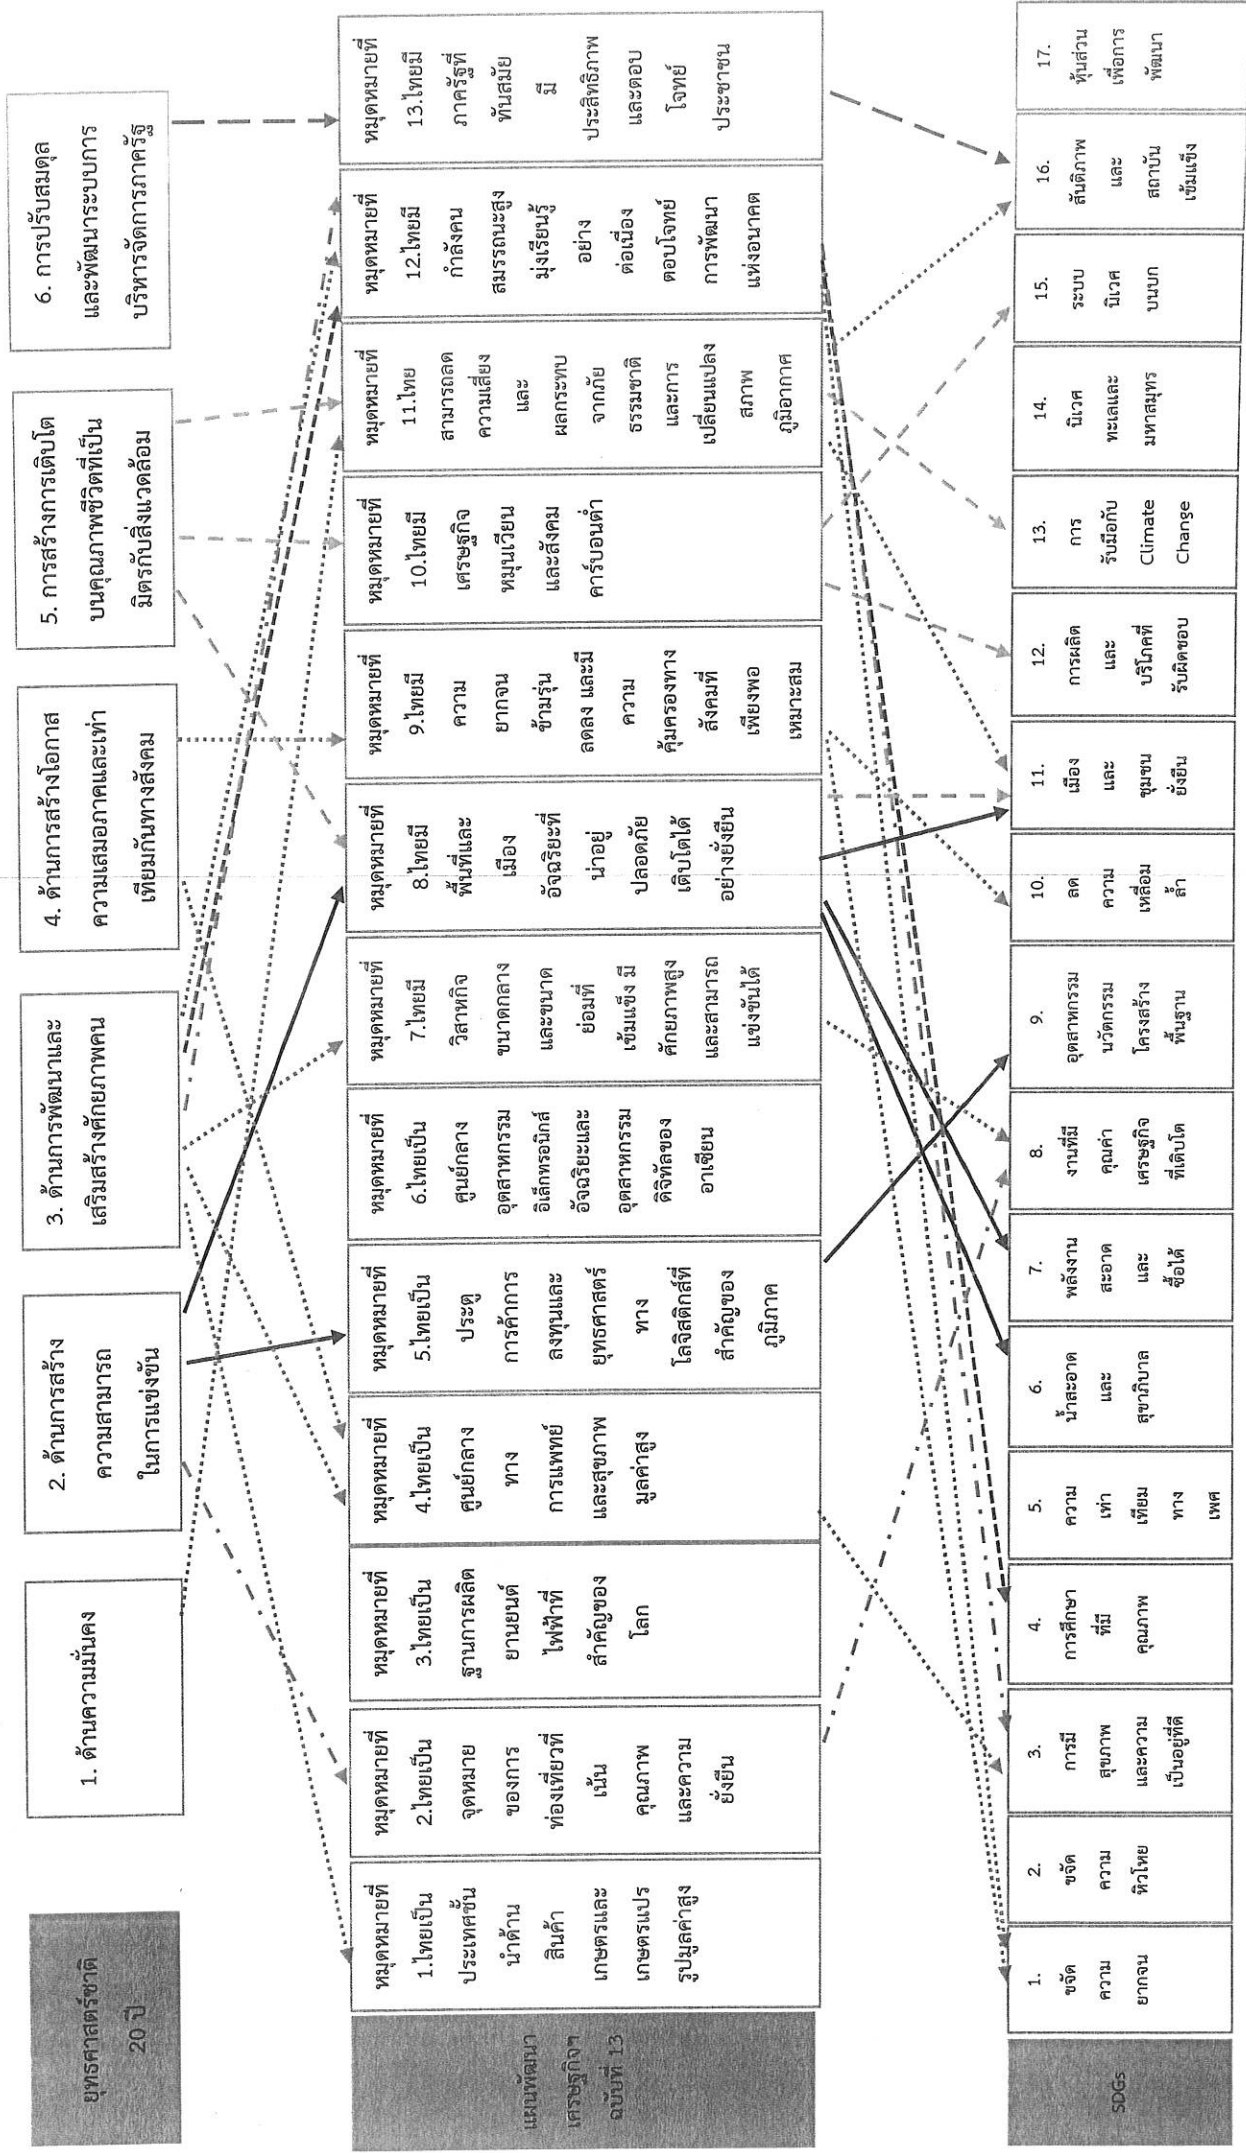 ยุทธศาสตร์ชาติ
20 ปี
1. ด้านความมั่นคง
2. ด้านการสร้าง
ความสามารถ
ในการแข่งขัน
3. ด้านการพัฒนาและ
เสริมสร้างศักยภาพคน
4. ด้านการสร้างโอกาส
ความเสมอภาคและเท่า
เทียมกันทางสังคม
5. การสร้างการเติบโต
บนคุณภาพชีวิตที่เป็น
มิตรกับสิ่งแวดล้อม
6. การปรับสมดุล
และพัฒนาระบบการ
บริหารจัดการภาครัฐ
แผนพัฒนา
เศรษฐกิจฯ
ฉบับที่ 13
หมุดหมายที่
1.ไทยเป็น
ประเทศชั้น
นำด้าน
สินค้า
เกษตรและ
เกษตรแปร
รูปมูลค่าสูง
หมุดหมายที่
2.ไทยเป็น
จุดหมาย
ของการ
ท่องเที่ยวที่
เน้น
คุณภาพ
และความ
ยั่งยืน
หมุดหมายที่
3.ไทยเป็น
ฐานการผลิต
ยานยนต์
ไฟฟ้าที่
สำคัญของ
โลก
หมุดหมายที่
4.ไทยเป็น
ศูนย์กลาง
ทาง
การแพทย์
และสุขภาพ
มูลค่าสูง
หมุดหมายที่
5.ไทยเป็น
ประตู
การค้าการ
ลงทุนและ
ยุทธศาสตร์
ทาง
โลจิสติกส์ที่
สำคัญของ
ภูมิภาค
หมุดหมายที่
6.ไทยเป็น
ศูนย์กลาง
อุตสาหกรรม
อิเล็กทรอนิกส์
อัจฉริยะและ
อุตสาหกรรม
ดิจิทัลของ
อาเซียน
หมุดหมายที่
7.ไทยมี
วิสาหกิจ
ขนาดกลาง
และขนาด
ย่อมที่
เข้มแข็ง มี
ศักยภาพสูง
และสามารถ
แข่งขันได้
หมุดหมายที่
8.ไทยมี
พื้นที่และ
เมือง
อัจฉริยะที่
น่าอยู่
ปลอดภัย
เติบโตได้
อย่างยั่งยืน
หมุดหมายที่
9.ไทยมี
ความ
ยากจน
ข้ามรุ่น
ลดลง และมี
ความ
คุ้มครองทาง
สังคมที่
เพียงพอ
เหมาะสม
หมุดหมายที่
10.ไทยมี
เศรษฐกิจ
หมุนเวียน
และสังคม
คาร์บอนต่ำ
หมุดหมายที่
11.ไทย
สามารถลด
ความเสี่ยง
และ
ผลกระทบ
จากภัย
ธรรมชาติ
และการ
เปลี่ยนแปลง
สภาพ
ภูมิอากาศ
หมุดหมายที่
12.ไทยมี
กำลังคน
สมรรถนะสูง
มุ่งเรียนรู้
อย่าง
ต่อเนื่อง
ตอบโจทย์
การพัฒนา
แห่งอนาคต
หมุดหมายที่
13.ไทยมี
ภาครัฐที่
ทันสมัย
มี
ประสิทธิภาพ
และตอบ
โจทย์
ประชาชน
SDGs
1.
ขจัด
ความ
ยากจน
2.
ขจัด
ความ
หิวโหย
3.
การมี
สุขภาพ
และความ
เป็นอยู่ที่ดี
4.
การศึกษา
ที่มี
คุณภาพ
5.
ความ
เท่า
เทียม
ทาง
เพศ
6.
น้ำสะอาด
และ
สุขาภิบาล
7.
พลังงาน
สะอาด
และ
ซื้อได้
8.
งานที่มี
คุณค่า
เศรษฐกิจ
ที่เติบโต
9.
อุตสาหกรรม
นวัตกรรม
โครงสร้าง
พื้นฐาน
10.
ลด
ความ
เหลื่อม
ล้ำ
11.
เมือง
และ
ชุมชน
ยั่งยืน
12.
การผลิต
และ
บริโภคที่
รับผิดชอบ
13.
การ
รับมือกับ
Climate
Change
14.
นิเวศ
ทะเลและ
มหาสมุทร
15.
ระบบ
นิเวศ
บนบก
16.
สันติภาพ
และ
สถาบัน
เข้มแข็ง
17.
หุ้นส่วน
เพื่อการ
พัฒนา